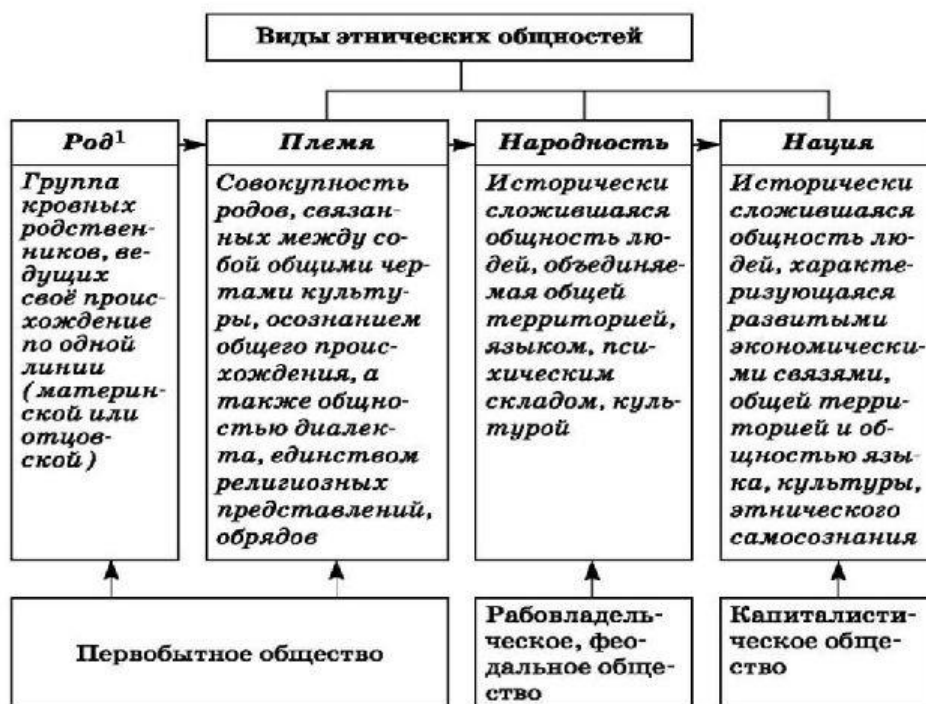 Виды этнических общностей
Род¹
Группа
кровных
родствен-
ников, ве-
дущих
своё проис-
хождение
по одной
линии
(материн-
ской или
отцов-
ской)
Племя
Совокупность
родов, связан-
ных между со-
бой общими чер-
тами культу-
ры, осознанием
общего проис-
хождения, а
также общно-
стью диалек-
та, единством
религиозных
представлений,
обрядов
Народность
Исторически
сложившаяся
общность лю-
дей, объединяе-
мая общей
территорией,
языком, пси-
хическим
складом, куль-
турой
Нация
Исторически
сложившаяся
общность лю-
дей, характе-
ризующаяся
развитыми
экономически-
ми связями,
общей терри-
торией и об-
щностью язы-
ка, культуры,
этнического
самосознания
Первобытное общество
Рабовладель-
ческое, фео-
дальное обще-
ство
Капиталисти-
ческое обще-
ство